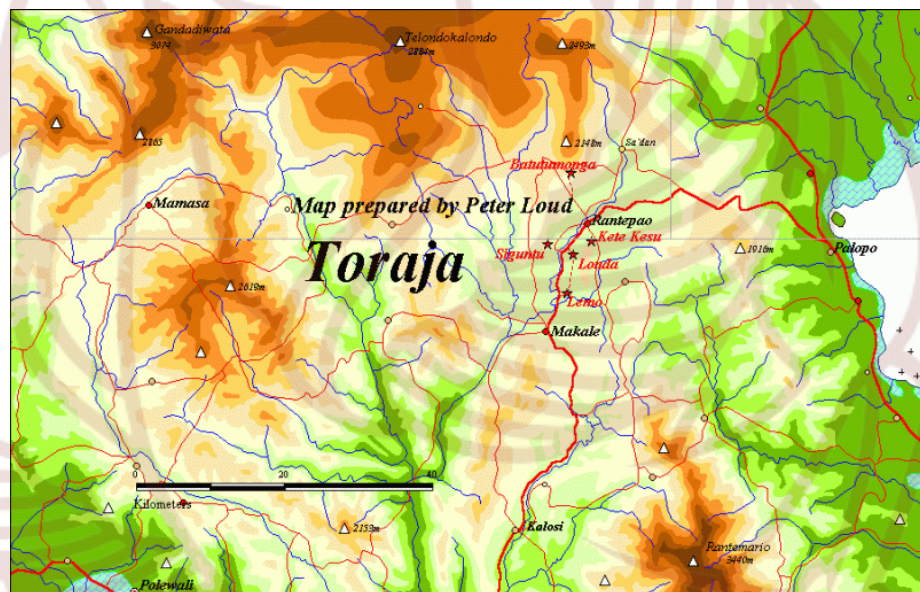 Gandadiwata
3074
Telondokalondo
2884m
2493m
2165
2148m
Sa'dan
Batutumonga
Mamasa
Map prepared by Peter Loud
Rantepao
Kete Kesu
Siguntu
Londa
Toraja
1916m
Palopo
2619m
Lemo
Makale
0
20
40
Kilometers
2153m
Kalosi
Rantemario
3440m
Polewali